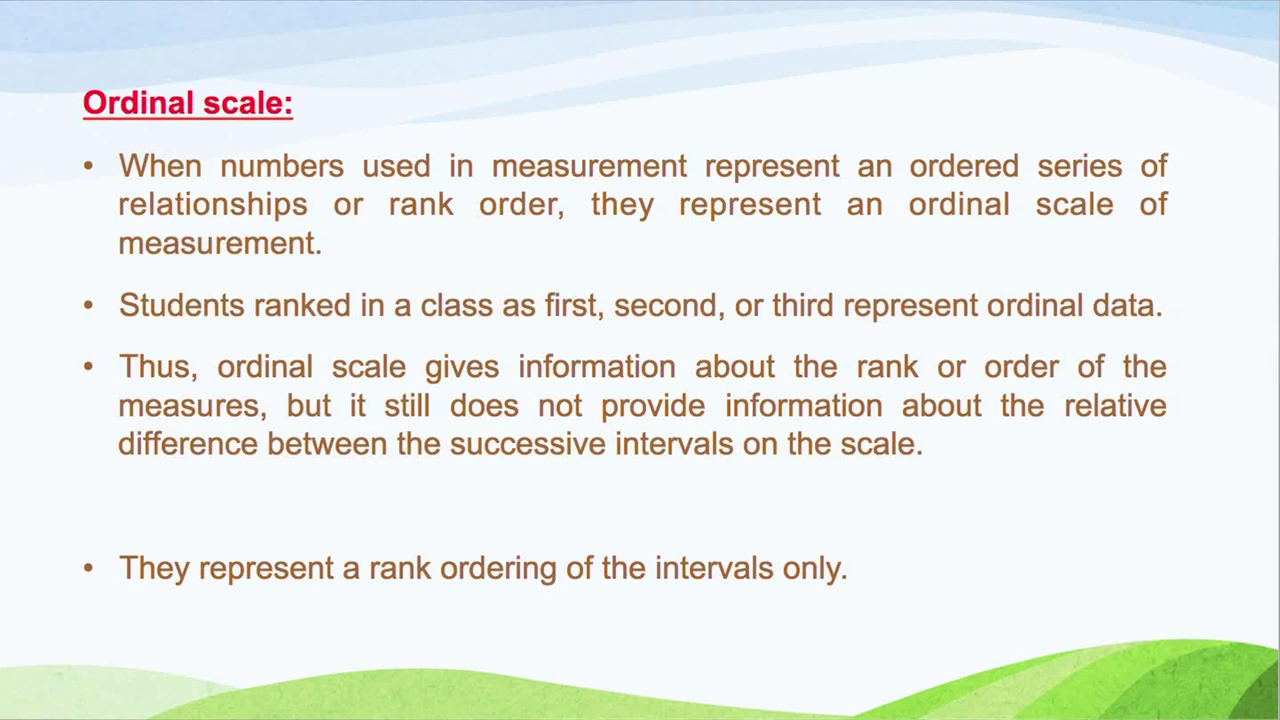 Ordinal scale:
• When numbers used in measurement represent an ordered series of
relationships or rank order, they represent an ordinal scale of
measurement.
• Students ranked in a class as first, second, or third represent ordinal data.
• Thus, ordinal scale gives information about the rank or order of the
measures, but it still does not provide information about the relative
difference between the successive intervals on the scale.
• They represent a rank ordering of the intervals only.